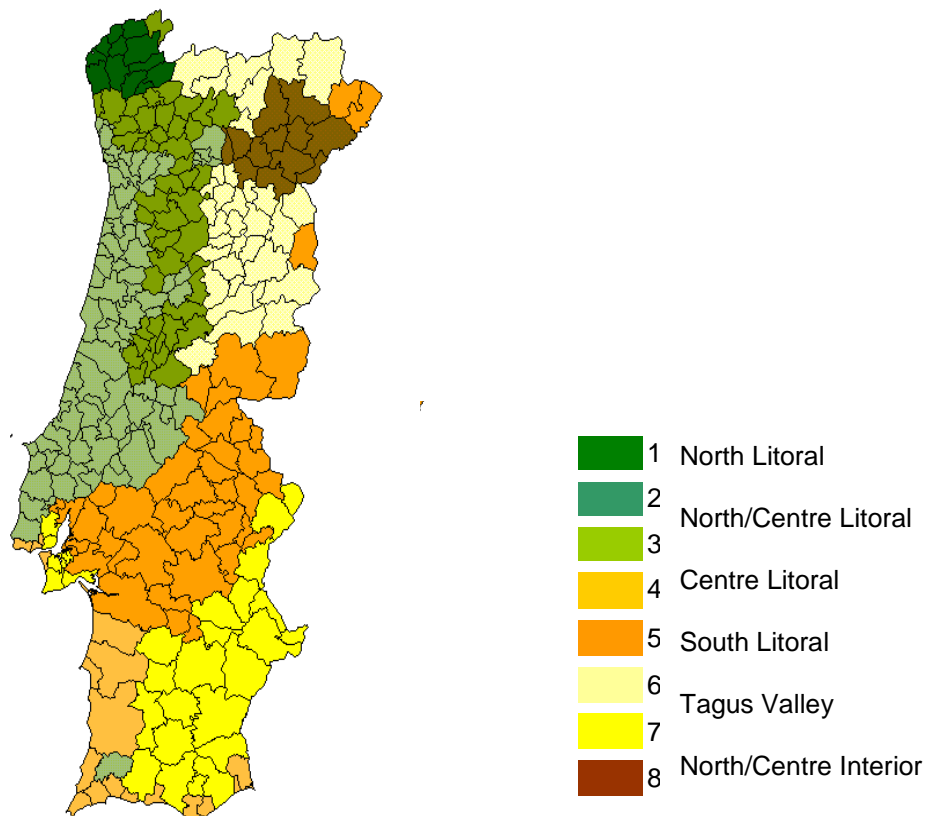 1 North Litoral
2
North/Centre Litoral
3
Centre Litoral
4
5 South Litoral
6
Tagus Valley
7
North/Centre Interior
8